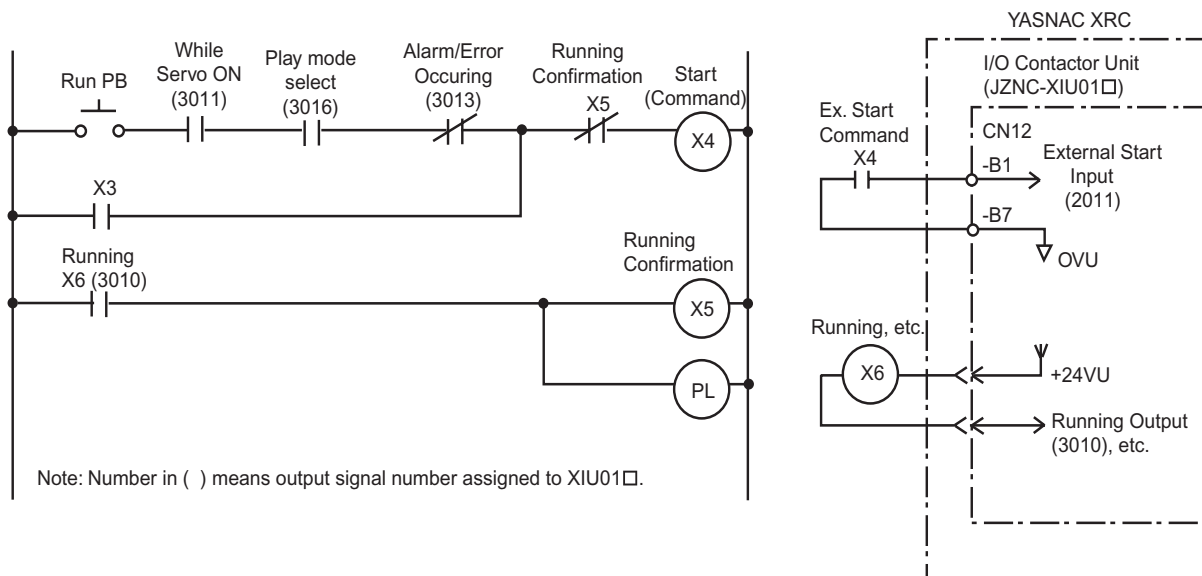 Run PB
While
Servo ON
(3011)
Play mode
select
(3016)
Alarm/Error
Occuring
(3013)
Running
Confirmation
X5
Start
(Command)
X4
X3
Running
X6 (3010)
Running
Confirmation
X5
PL
Note: Number in ( ) means output signal number assigned to XIU01□.
YASNAC XRC
I/O Contactor Unit
(JZNC-XIU01□)
Ex. Start
Command
X4
CN12
-B1
External Start
Input
(2011)
-B7
OVU
Running, etc.
X6
+24VU
Running Output
(3010), etc.